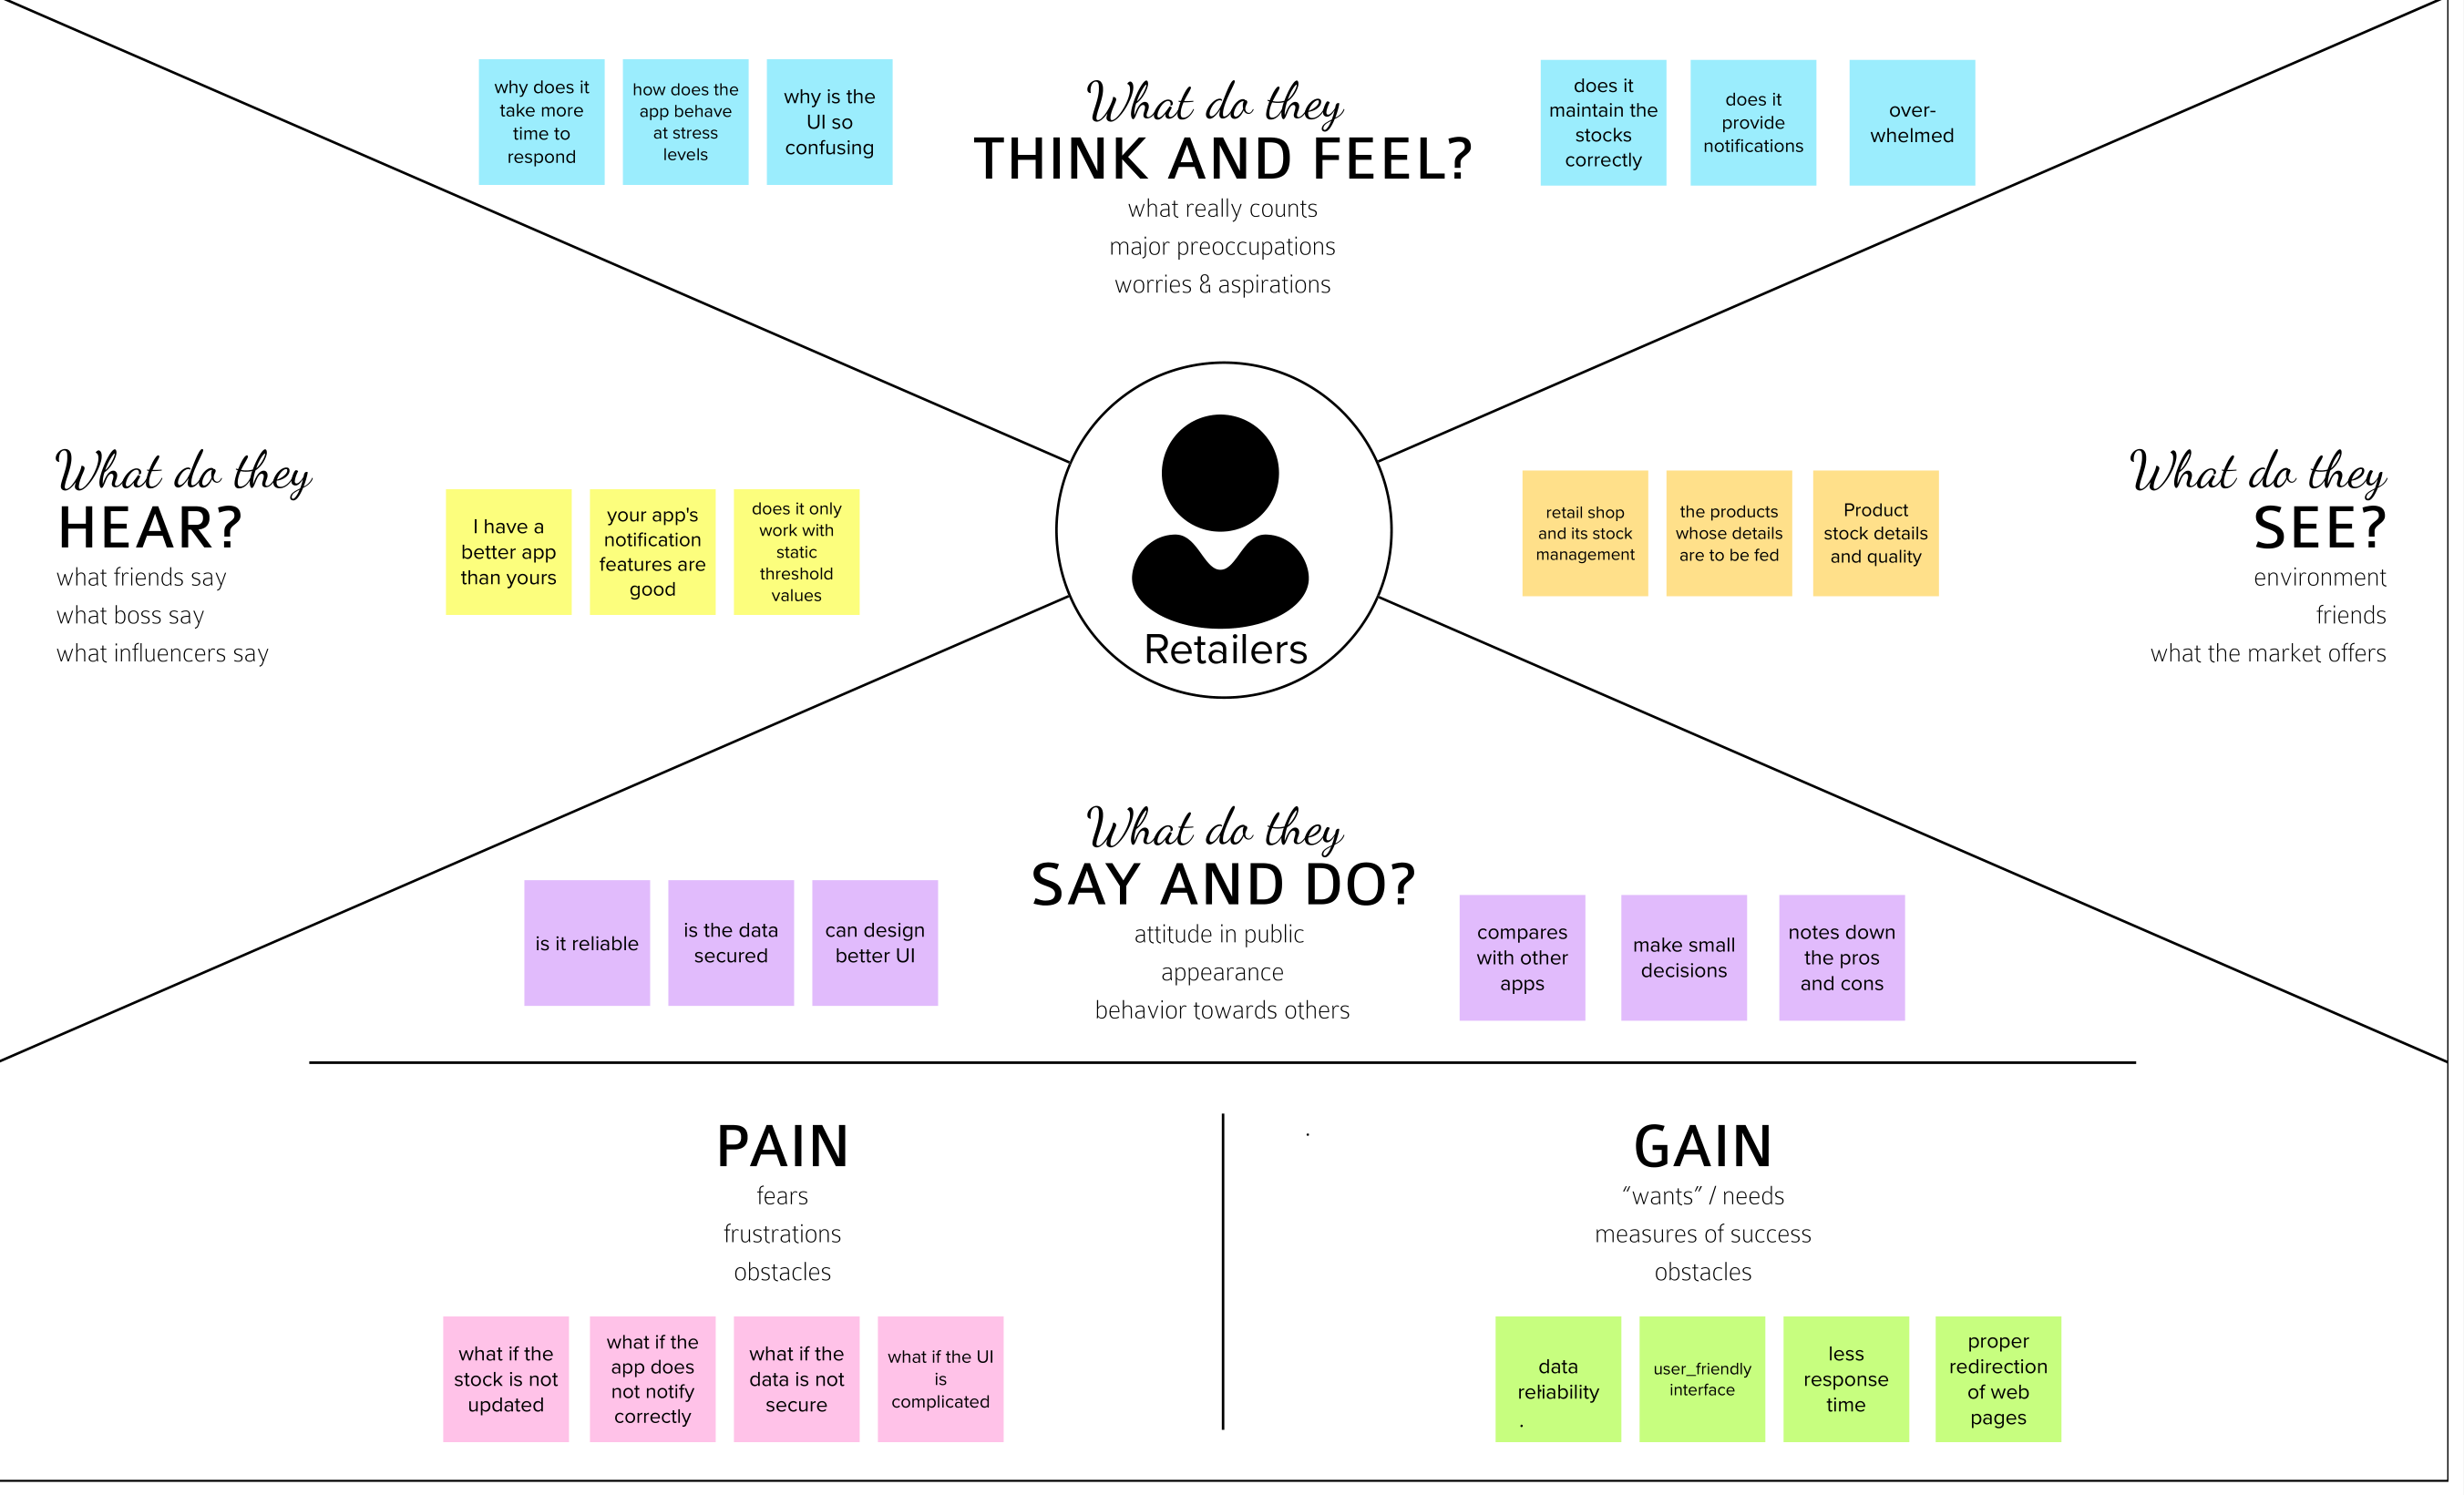 why does it
take more
time to
respond
how does the
app behave
at stress
levels
why is the
UI so
confusing
What do they
THINK AND FEEL?
what really counts
major preoccupations
worries & aspirations
does it
maintain the
stocks
correctly
does it
provide
notifications
over-
whelmed
What do they
HEAR?
what friends say
what boss say
what influencers say
I have a
better app
than yours
your app's
notification
features are
good
does it only
work with
static
threshold
values
Retailers
retail shop
and its stock
management
the products
whose details
are to be fed
Product
stock details
and quality
What do they
SEE?
environment
friends
what the market offers
What do they
SAY AND DO?
attitude in public
appearance
behavior towards others
is it reliable
is the data
secured
can design
better UI
compares
with other
apps
make small
decisions
notes down
the pros
and cons
PAIN
fears
frustrations
obstacles
what if the
stock is not
updated
what if the
app does
not notify
correctly
what if the
data is not
secure
what if the UI
is
complicated
GAIN
“wants” / needs
measures of success
obstacles
data
reliability
.
user_friendly
interface
less
response
time
proper
redirection
of web
pages